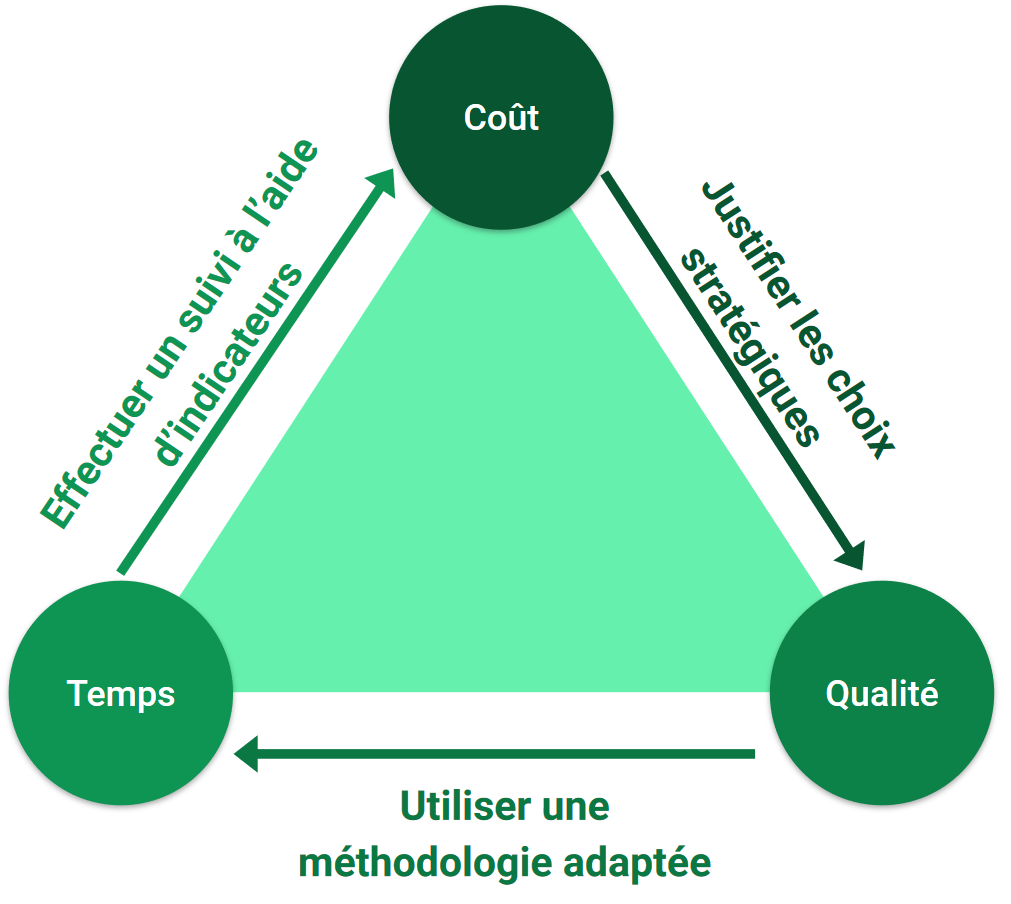 Coût
Effectuer un suivi à l’aide
d’indicateurs
Justifier les choix
stratégiques
Temps
Qualité
Utiliser une
méthodologie adaptée